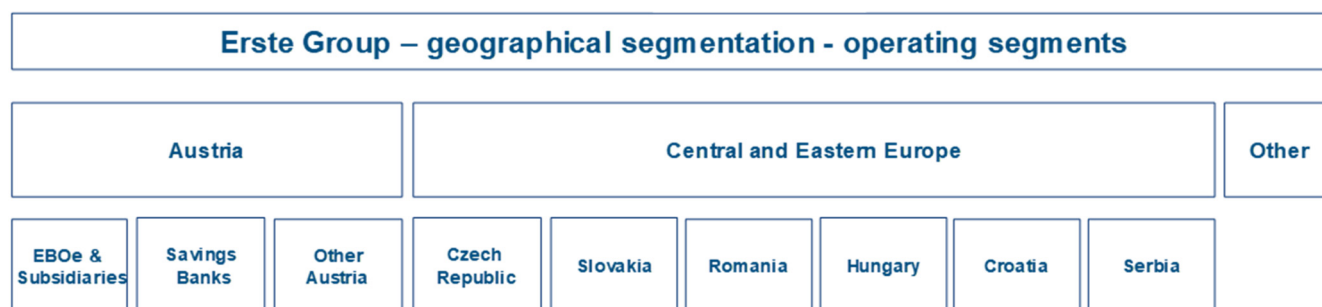 Erste Group – geographical segmentation - operating segments
Austria
Central and Eastern Europe
Other
EBOe &
Subsidiaries
Savings
Banks
Other
Austria
Czech
Republic
Slovakia
Romania
Hungary
Croatia
Serbia